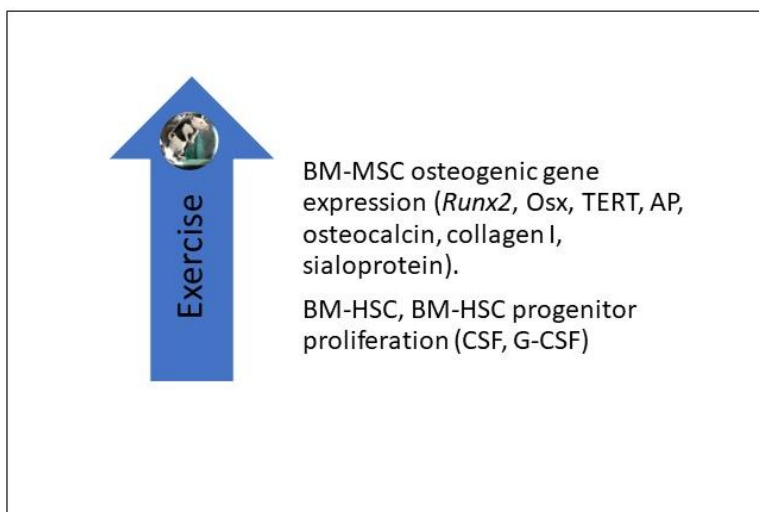 Exercise
BM-MSC osteogenic gene
expression (Runx2, Osx, TERT, AP,
osteocalcin, collagen I,
sialoprotein).
BM-HSC, BM-HSC progenitor
proliferation (CSF, G-CSF)